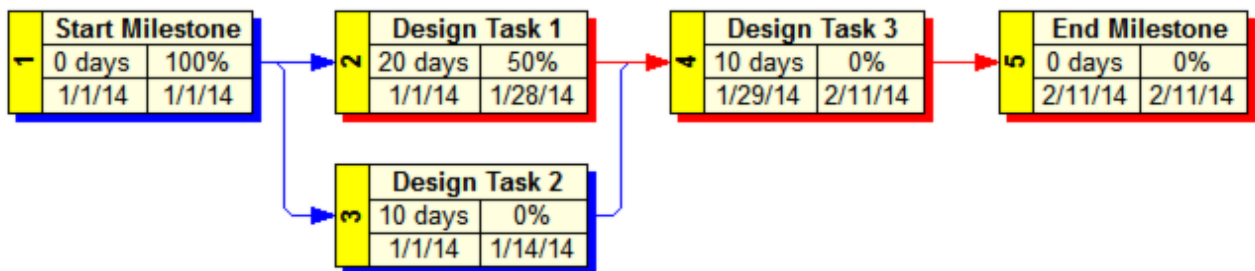 1
Start Milestone
0 days 100%
1/1/14 1/1/14
2
Design Task 1
20 days 50%
1/1/14 1/28/14
4
Design Task 3
10 days 0%
1/29/14 2/11/14
5
End Milestone
0 days 0%
2/11/14 2/11/14
3
Design Task 2
10 days 0%
1/1/14 1/14/14